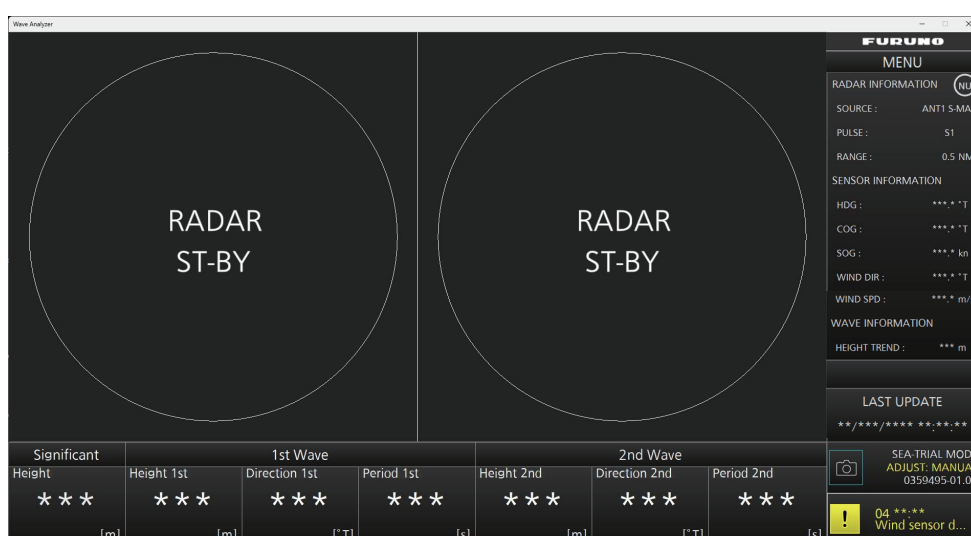 Wave Analyzer
RADAR
ST-BY
RADAR
ST-BY
FURUNO
MENU
RADAR INFORMATION NU
SOURCE : ANT1 S-MA
PULSE : S1
RANGE : 0.5 NM
SENSOR INFORMATION
HDG : ***.* °T
COG : ***.* °T
SOG : ***.* kn
WIND DIR : ***.* °T
WIND SPD : ***.* m/
WAVE INFORMATION
HEIGHT TREND : *** m
LAST UPDATE
**/***/**** **:**:**
SEA-TRIAL MOD
ADJUST: MANUA
0359495-01.0
! 04 **:**
Wind sensor d...
Significant 1st Wave 2nd Wave
Height Height 1st Direction 1st Period 1st Height 2nd Direction 2nd Period 2nd
*** *** *** *** *** *** ***
[m] [m] [°T] [s] [m] [°T] [s]